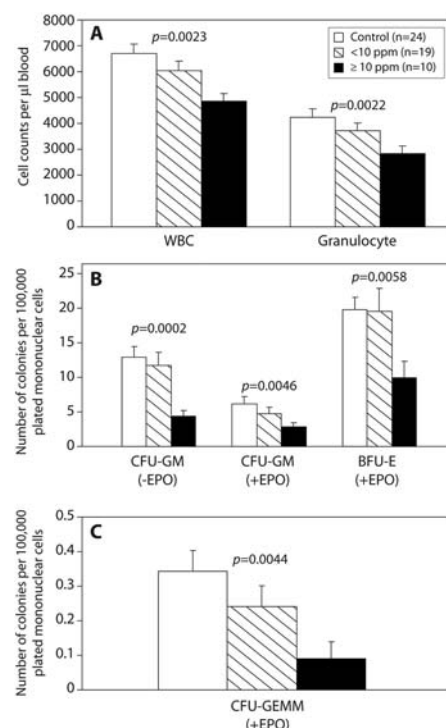 A
Control (n=24)
<10 ppm (n=19)
≥ 10 ppm (n=10)
p=0.0023
p=0.0022
Cell counts per µl blood
8000
7000
6000
5000
4000
3000
2000
1000
0
WBC
Granulocyte
B
p=0.0002
p=0.0046
p=0.0058
Number of colonies per 100,000
plated mononuclear cells
25
20
15
10
5
0
CFU-GM
(-EPO)
CFU-GM
(+EPO)
BFU-E
(+EPO)
C
p=0.0044
Number of colonies per 100,000
plated mononuclear cells
0.5
0.4
0.3
0.2
0.1
0
CFU-GEMM
(+EPO)